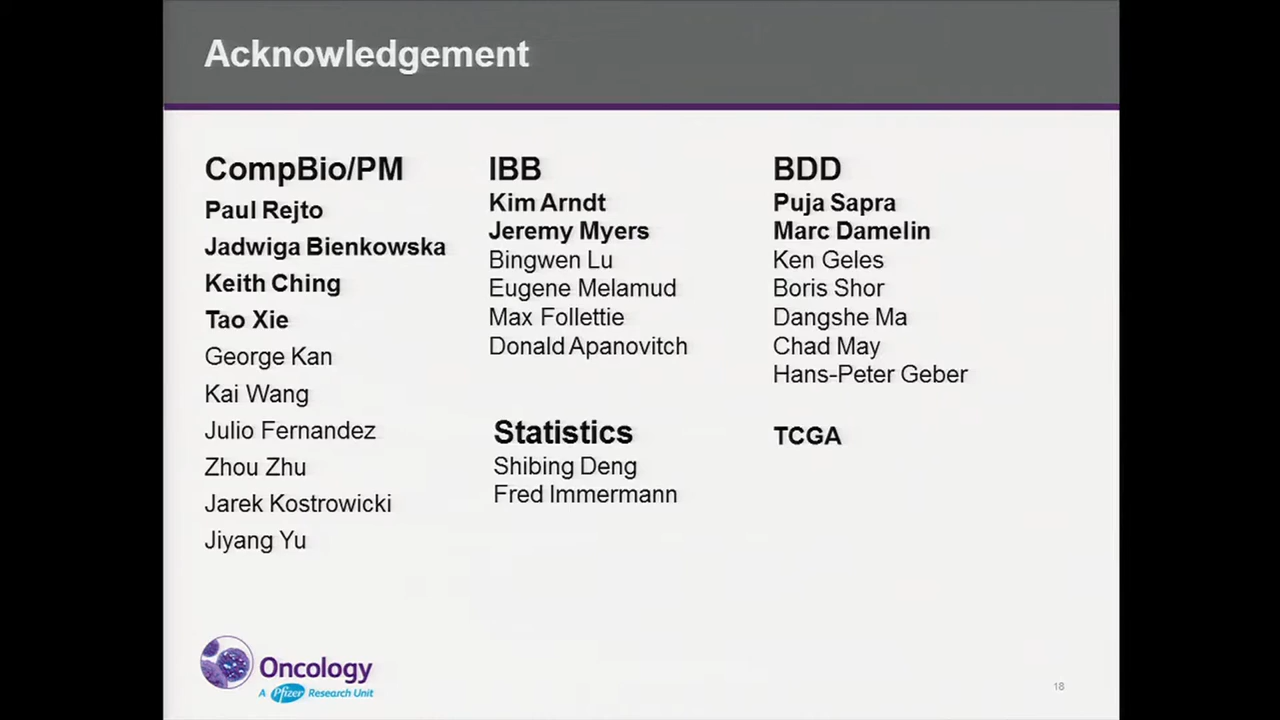 Acknowledgement
CompBio/PM
Paul Rejto
Jadwiga Bienkowska
Keith Ching
Tao Xie
George Kan
Kai Wang
Julio Fernandez
Zhou Zhu
Jarek Kostrowicki
Jiyang Yu
IBB
Kim Arndt
Jeremy Myers
Bingwen Lu
Eugene Melamud
Max Follettie
Donald Apanovitch
Statistics
Shibing Deng
Fred Immermann
BDD
Puja Sapra
Marc Damelin
Ken Geles
Boris Shor
Dangshe Ma
Chad May
Hans-Peter Geber
TCGA
Oncology
A Pfizer Research Unit
18